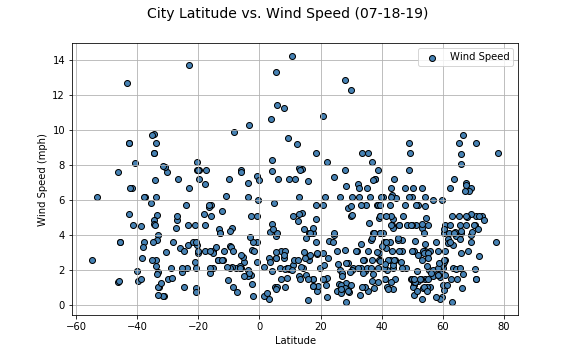 City Latitude vs. Wind Speed (07-18-19)
Wind Speed
14
12
10
8
6
4
2
0
Wind Speed (mph)
−60 −40 −20 0 20 40 60 80
Latitude